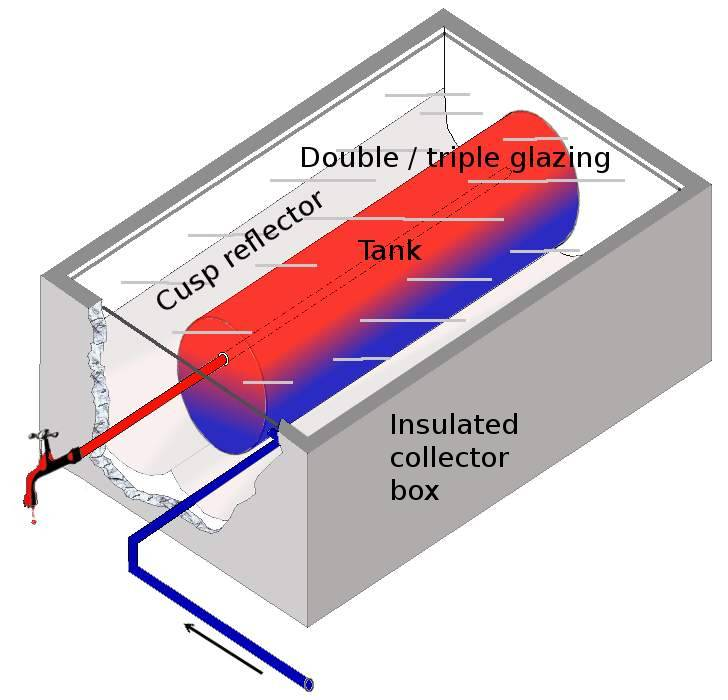 Double / triple glazing
Cusp reflector
Tank
Insulated
collector
box